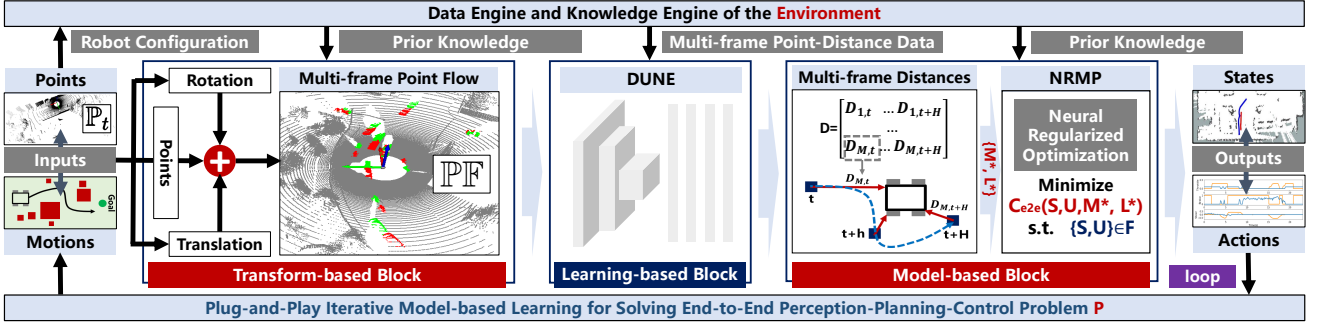 Data Engine and Knowledge Engine of the Environment
Robot Configuration
Prior Knowledge
Multi-frame Point-Distance Data
Prior Knowledge
Points
ℙt
Inputs
Goal
Motions
Rotation
Points
Translation
Multi-frame Point Flow
ℙ𝔽
Transform-based Block
DUNE
Learning-based Block
Multi-frame Distances
D1,t ...D1,t+H
D= ...
DM,t ...DM,t+H
DM,t
DM,t+H
t
t+h
t+H
{M*, L*}
NRMP
Neural
Regularized
Optimization
Minimize
Ce2e(S,U,M*, L*)
s.t. {S,U}∈F
Model-based Block
States
Outputs
Actions
loop
Plug-and-Play Iterative Model-based Learning for Solving End-to-End Perception-Planning-Control Problem P